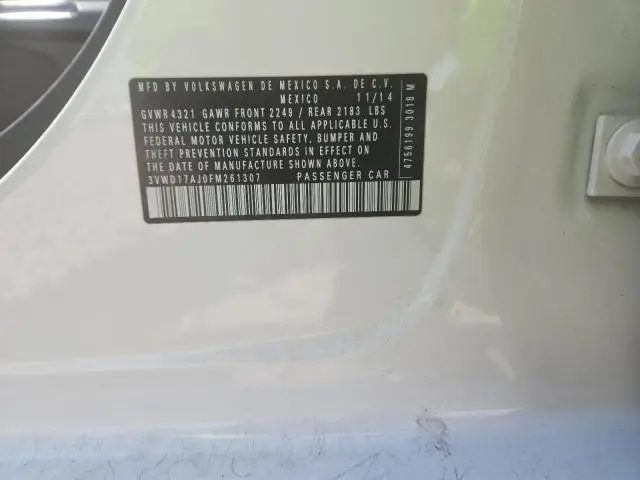 MFD BY VOLKSWAGEN DE MEXICO S.A. DE C.V.
MEXICO 11/14
GVWR 4321 GAWR FRONT 2249 / REAR 2183 LBS
THIS VEHICLE CONFORMS TO ALL APPLICABLE U.S.
FEDERAL MOTOR VEHICLE SAFETY, BUMPER AND
THEFT PREVENTION STANDARDS IN EFFECT ON
THE DATE OF MANUFACTURE SHOWN ABOVE.
3VWD17AJ0FM261307 PASSENGER CAR
4756199 3018 M